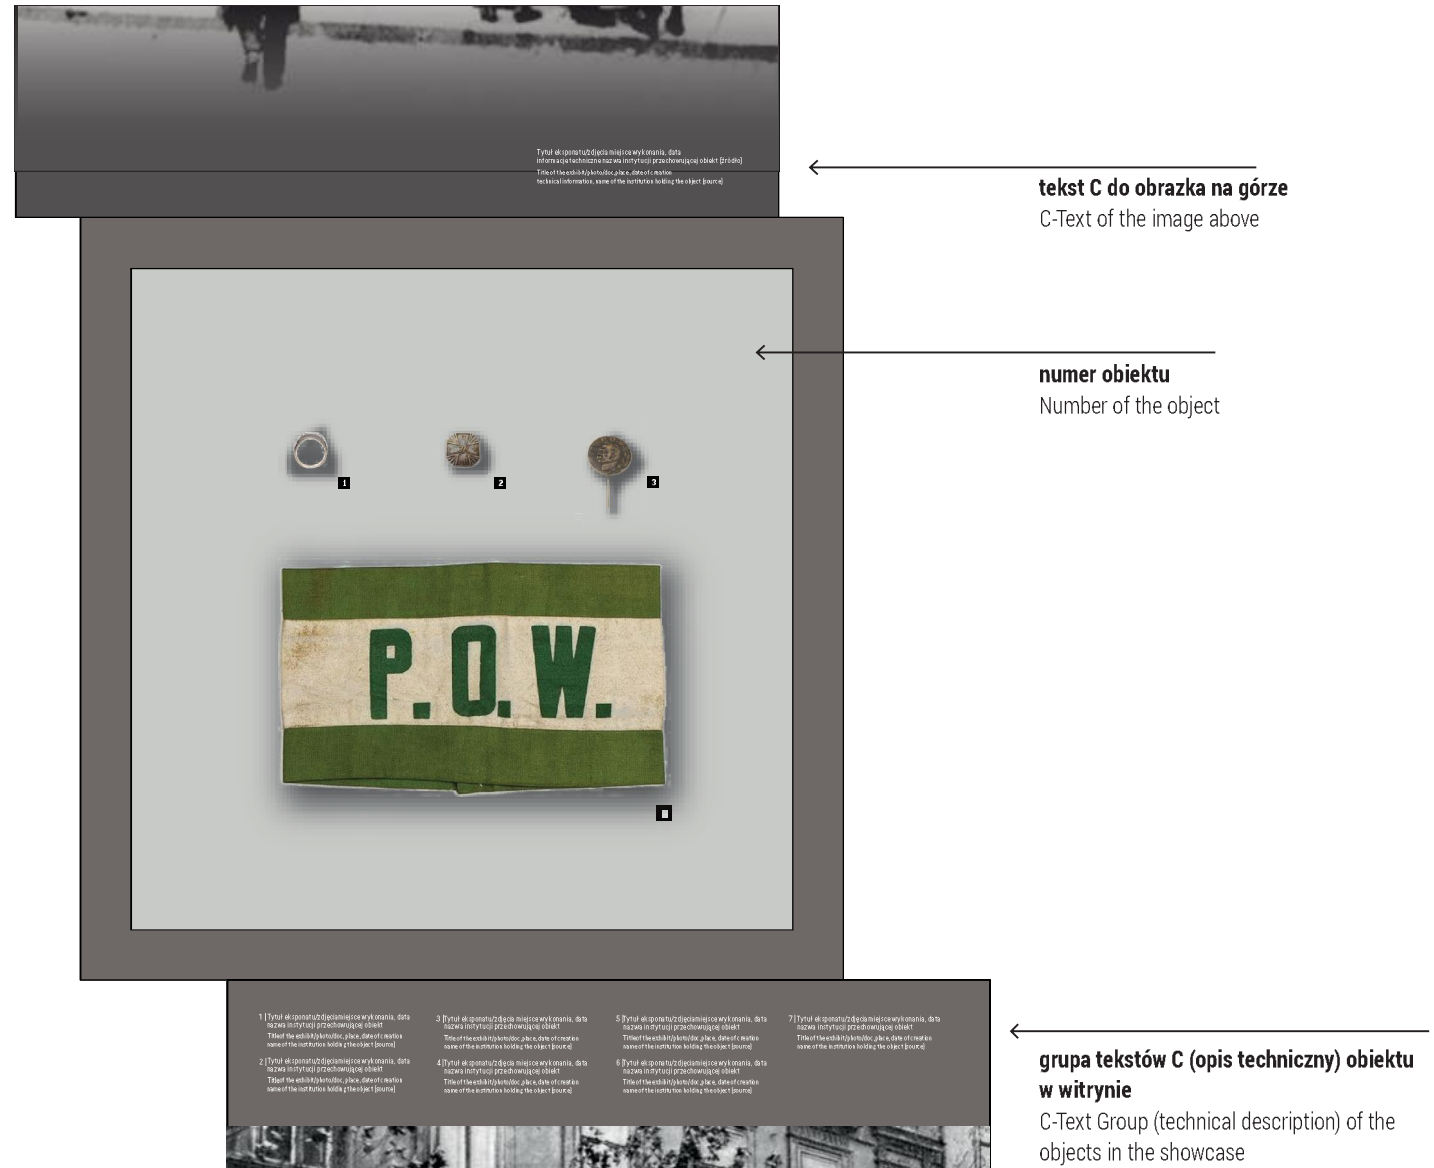 Tytuł eksponatu/zdjęcia miejsce wykonania, data
informacje techniczne nazwa instytucji przechowującej obiekt [źródło]
Title of the exhibit/photo/doc, place, date of creation
technical information, name of the institution holding the object [source]
tekst C do obrazka na górze
C-Text of the image above
numer obiektu
Number of the object
1
2
3
P.O.W.
1 | Tytuł eksponatu/zdjęcia miejsce wykonania, data
nazwa instytucji przechowującej obiekt
Title of the exhibit/photo/doc, place, date of creation
name of the institution holding the object [source]
2 | Tytuł eksponatu/zdjęcia miejsce wykonania, data
nazwa instytucji przechowującej obiekt
Title of the exhibit/photo/doc, place, date of creation
name of the institution holding the object [source]
3 | Tytuł eksponatu/zdjęcia miejsce wykonania, data
nazwa instytucji przechowującej obiekt
Title of the exhibit/photo/doc, place, date of creation
name of the institution holding the object [source]
4 | Tytuł eksponatu/zdjęcia miejsce wykonania, data
nazwa instytucji przechowującej obiekt
Title of the exhibit/photo/doc, place, date of creation
name of the institution holding the object [source]
5 | Tytuł eksponatu/zdjęcia miejsce wykonania, data
nazwa instytucji przechowującej obiekt
Title of the exhibit/photo/doc, place, date of creation
name of the institution holding the object [source]
6 | Tytuł eksponatu/zdjęcia miejsce wykonania, data
nazwa instytucji przechowującej obiekt
Title of the exhibit/photo/doc, place, date of creation
name of the institution holding the object [source]
7 | Tytuł eksponatu/zdjęcia miejsce wykonania, data
nazwa instytucji przechowującej obiekt
Title of the exhibit/photo/doc, place, date of creation
name of the institution holding the object [source]
grupa tekstów C (opis techniczny) obiektu
w witrynie
C-Text Group (technical description) of the
objects in the showcase